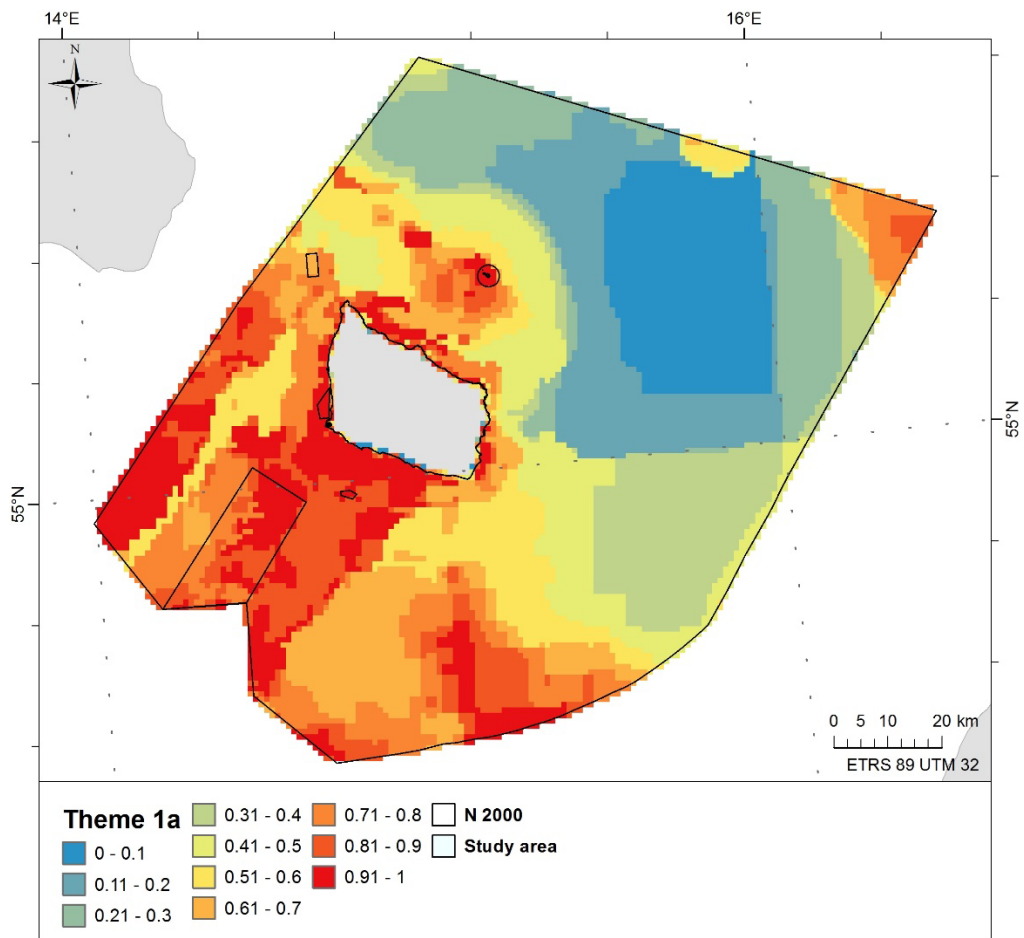 14°E
16°E
N
55°N
55°N
0 5 10 20 km
ETRS 89 UTM 32
Theme 1a
0 - 0.1
0.11 - 0.2
0.21 - 0.3
0.31 - 0.4
0.41 - 0.5
0.51 - 0.6
0.61 - 0.7
0.71 - 0.8
0.81 - 0.9
0.91 - 1
N 2000
Study area